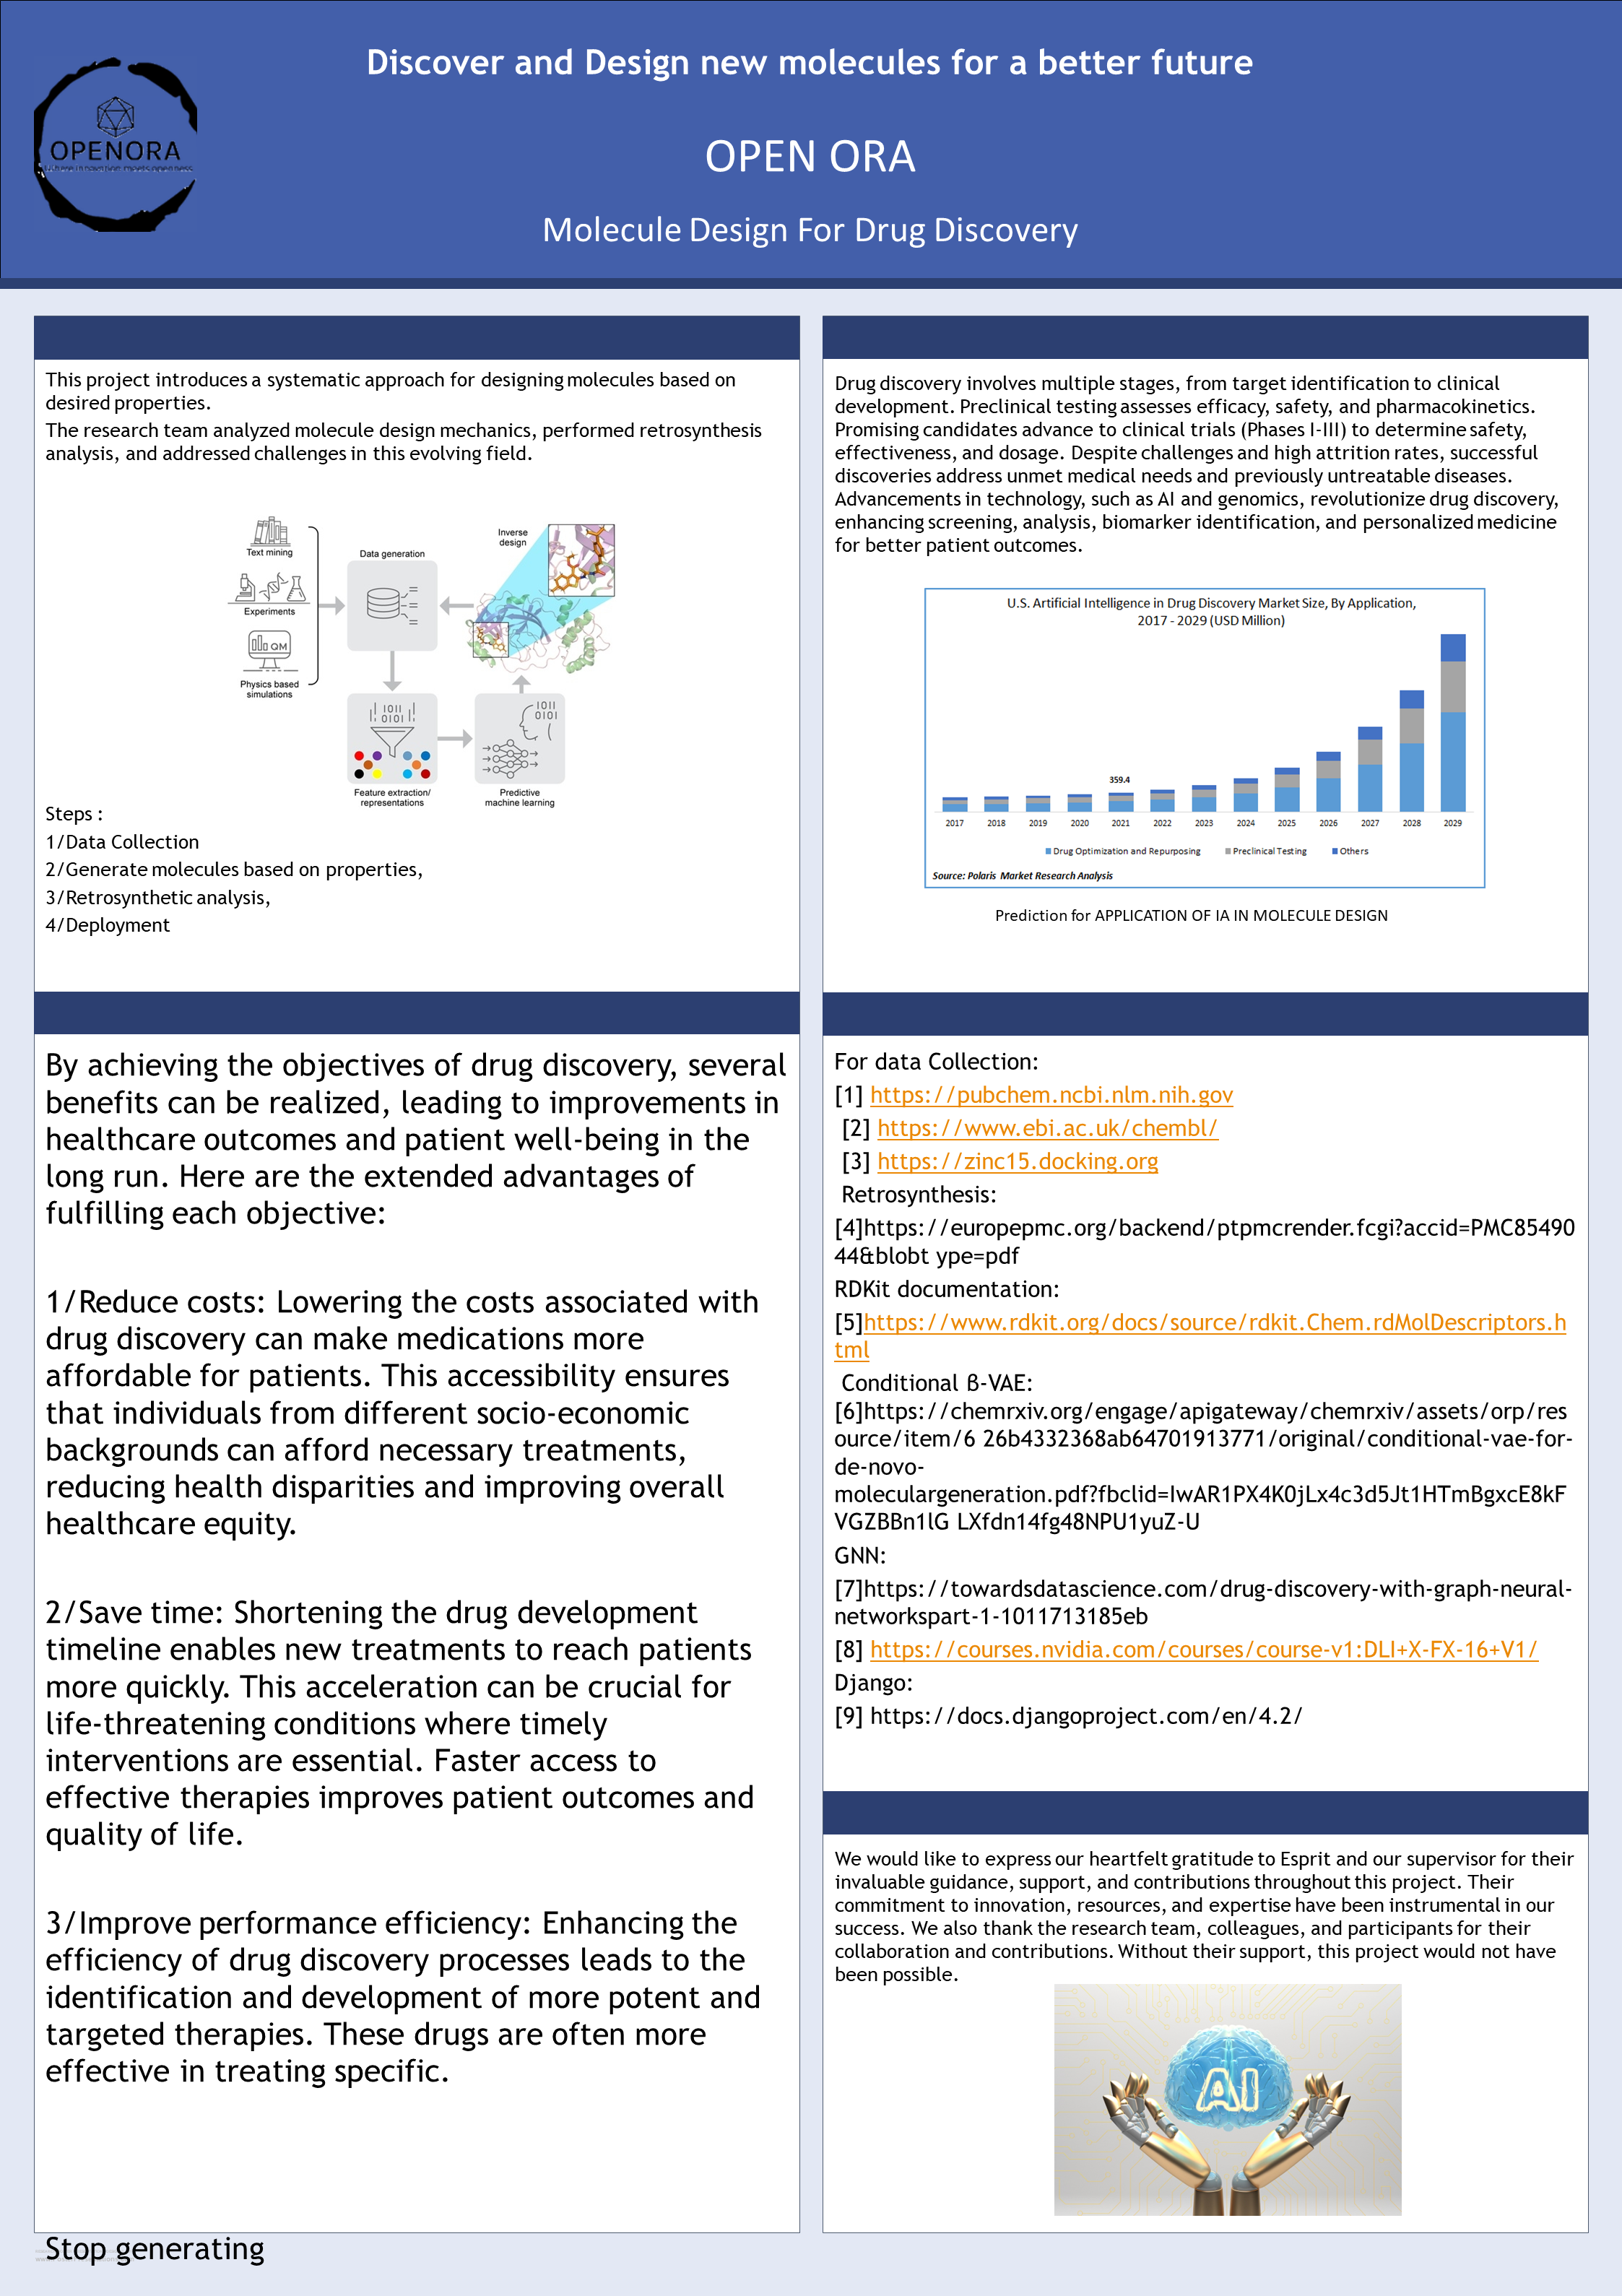 Discover and Design new molecules for a better future
OPENORA
OPEN ORA
Molecule Design For Drug Discovery
This project introduces a systematic approach for designing molecules based on
desired properties.
The research team analyzed molecule design mechanics, performed retrosynthesis
analysis, and addressed challenges in this evolving field.
Text mining
Experiments
QM
Physics based
simulations
Data generation
Inverse
design
1011
0101
Feature extraction/
representations
1011
0101
Predictive
machine learning
Steps :
1/Data Collection
2/Generate molecules based on properties,
3/Retrosynthetic analysis,
4/Deployment
Drug discovery involves multiple stages, from target identification to clinical
development. Preclinical testing assesses efficacy, safety, and pharmacokinetics.
Promising candidates advance to clinical trials (Phases I-III) to determine safety,
effectiveness, and dosage. Despite challenges and high attrition rates, successful
discoveries address unmet medical needs and previously untreatable diseases.
Advancements in technology, such as AI and genomics, revolutionize drug discovery,
enhancing screening, analysis, biomarker identification, and personalized medicine
for better patient outcomes.
U.S. Artificial Intelligence in Drug Discovery Market Size, By Application,
2017 - 2029 (USD Million)
359.4
2017 2018 2019 2020 2021 2022 2023 2024 2025 2026 2027 2028 2029
Drug Optimization and Repurposing Preclinical Testing Others
Source: Polaris Market Research Analysis
Prediction for APPLICATION OF IA IN MOLECULE DESIGN
By achieving the objectives of drug discovery, several
benefits can be realized, leading to improvements in
healthcare outcomes and patient well-being in the
long run. Here are the extended advantages of
fulfilling each objective:
1/Reduce costs: Lowering the costs associated with
drug discovery can make medications more
affordable for patients. This accessibility ensures
that individuals from different socio-economic
backgrounds can afford necessary treatments,
reducing health disparities and improving overall
healthcare equity.
2/Save time: Shortening the drug development
timeline enables new treatments to reach patients
more quickly. This acceleration can be crucial for
life-threatening conditions where timely
interventions are essential. Faster access to
effective therapies improves patient outcomes and
quality of life.
3/Improve performance efficiency: Enhancing the
efficiency of drug discovery processes leads to the
identification and development of more potent and
targeted therapies. These drugs are often more
effective in treating specific.
Stop generating
For data Collection:
[1] https://pubchem.ncbi.nlm.nih.gov
[2] https://www.ebi.ac.uk/chembl/
[3] https://zinc15.docking.org
Retrosynthesis:
[4]https://europepmc.org/backend/ptpmcrender.fcgi?accid=PMC85490
44&blobt ype=pdf
RDKit documentation:
[5]https://www.rdkit.org/docs/source/rdkit.Chem.rdMolDescriptors.h
tml
Conditional β-VAE:
[6]https://chemrxiv.org/engage/apigateway/chemrxiv/assets/orp/res
ource/item/6 26b4332368ab64701913771/original/conditional-vae-for-
de-novo-
moleculargeneration.pdf?fbclid=IwAR1PX4K0jLx4c3d5Jt1HTmBgxcE8kF
VGZBBn1lG LXfdn14fg48NPU1yuZ-U
GNN:
[7]https://towardsdatascience.com/drug-discovery-with-graph-neural-
networkspart-1-1011713185eb
[8] https://courses.nvidia.com/courses/course-v1:DLI+X-FX-16+V1/
Django:
[9] https://docs.djangoproject.com/en/4.2/
We would like to express our heartfelt gratitude to Esprit and our supervisor for their
invaluable guidance, support, and contributions throughout this project. Their
commitment to innovation, resources, and expertise have been instrumental in our
success. We also thank the research team, colleagues, and participants for their
collaboration and contributions. Without their support, this project would not have
been possible.
AI